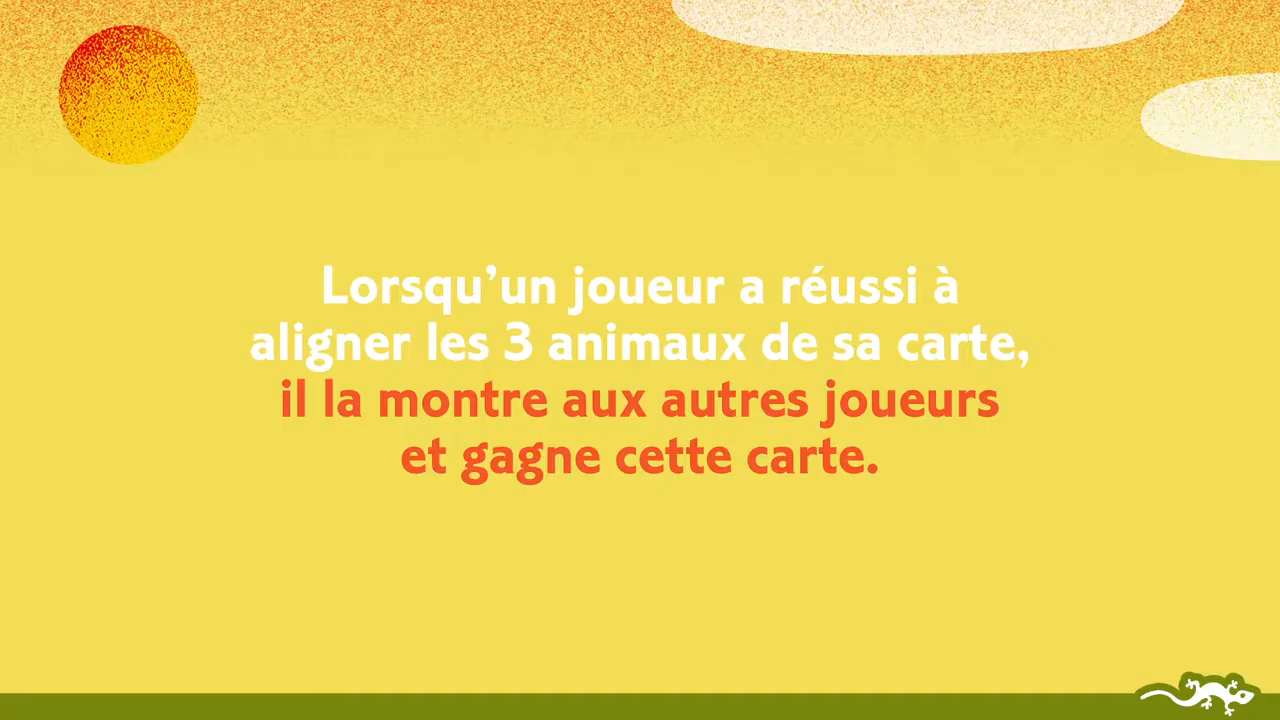 Lorsqu’un joueur a réussi à
aligner les 3 animaux de sa carte,
il la montre aux autres joueurs
et gagne cette carte.